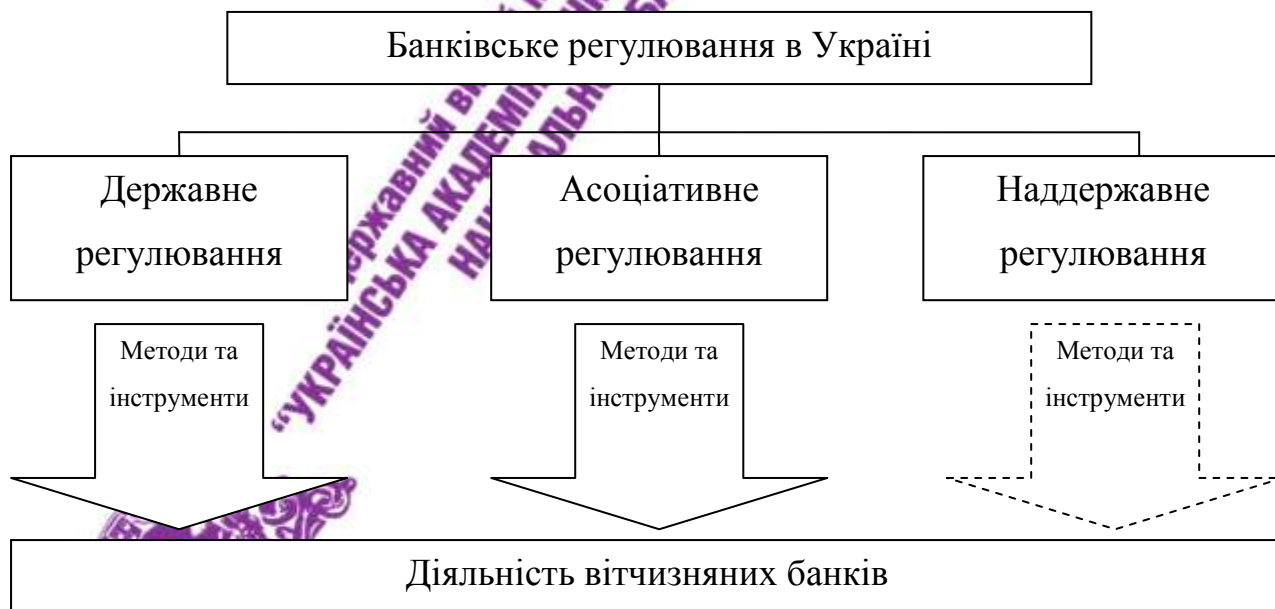 Банківське регулювання в Україні
Державне
регулювання
Асоціативне
регулювання
Наддержавне
регулювання
Методи та
інструменти
Методи та
інструменти
Методи та
інструменти
Діяльність вітчизняних банків
"УКРАЇНСЬКА